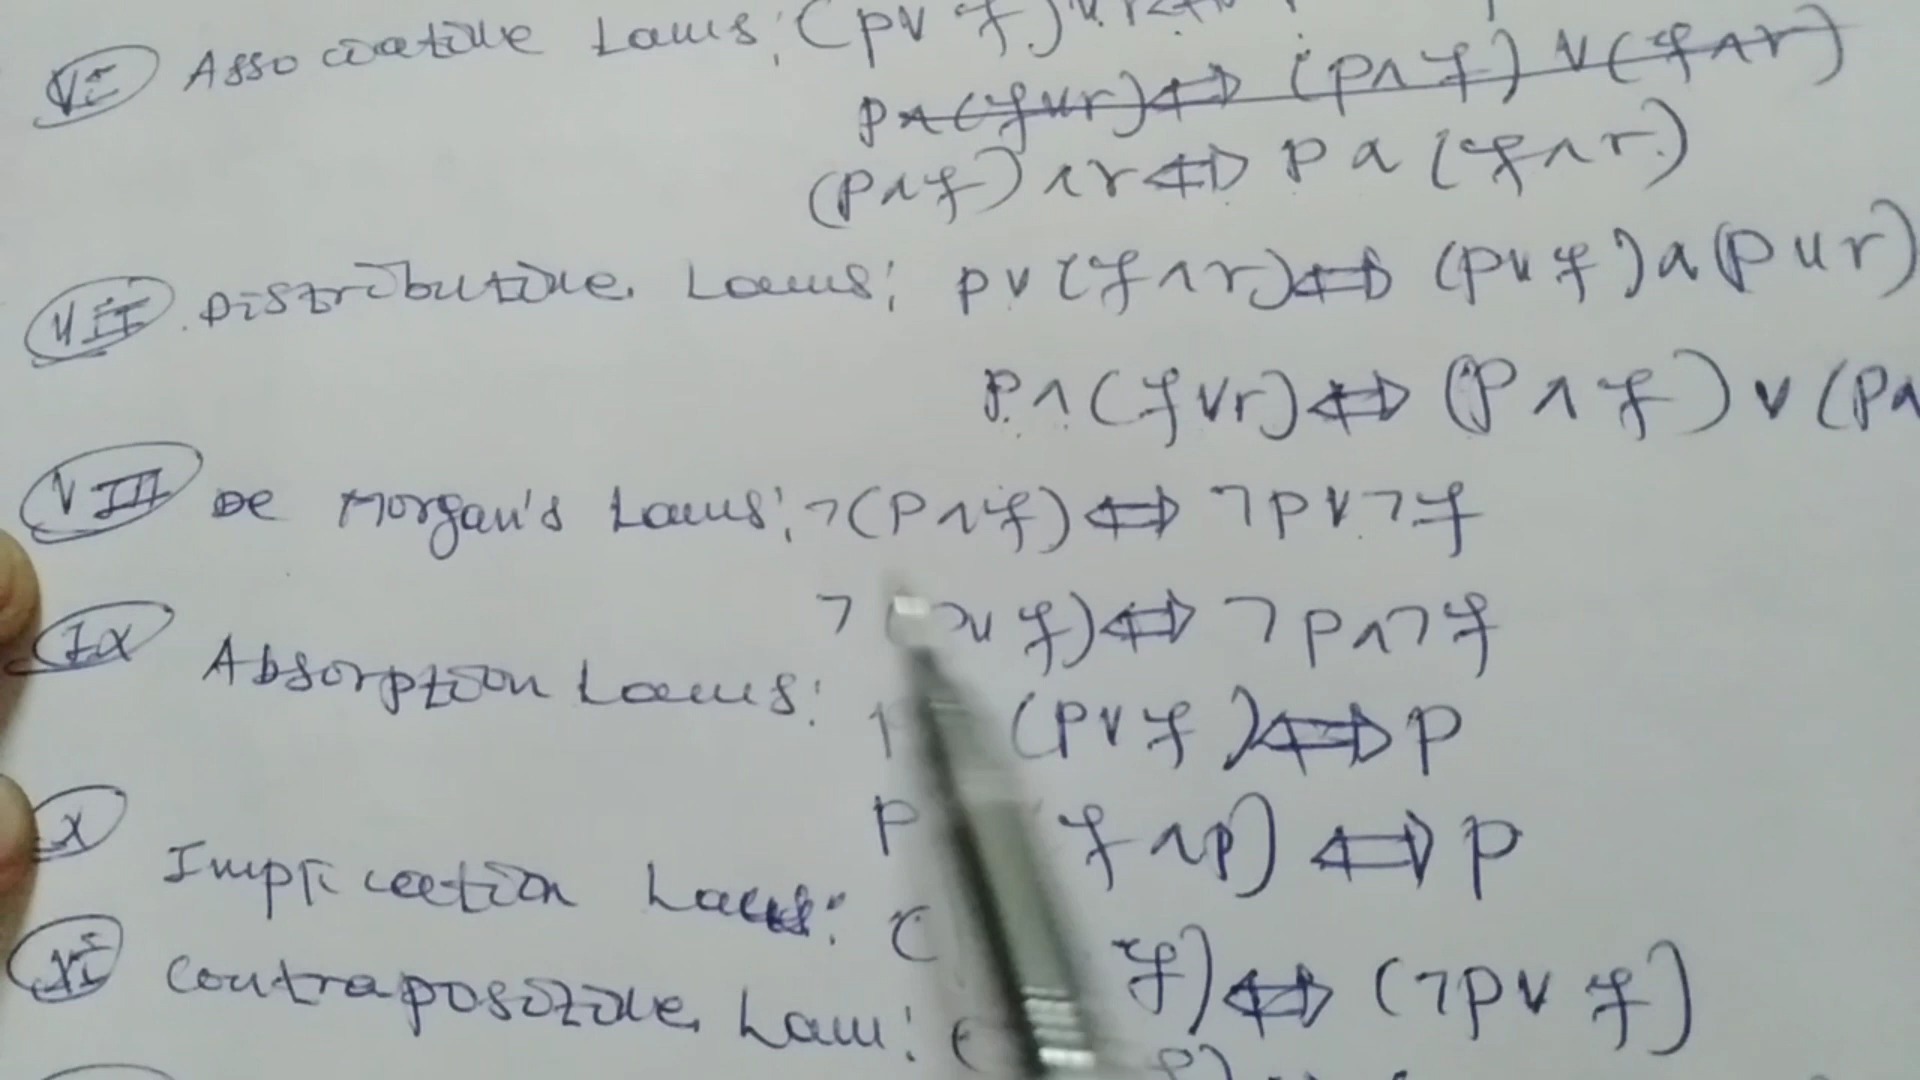 VI Associative Laws: (p∨q)∨r
p∧(q∨r)⇔(p∧q)∨(q∧r)
(p∧q)∧r⇔p∧(q∧r)
VII Distributive Laws: p∨(q∧r)⇔(p∨q)∧(p∨r)
p∧(q∨r)⇔(p∧q)∨(p∧
VIII De Morgan's Laws: ¬(p∧q)⇔¬p∨¬q
¬(p∨q)⇔¬p∧¬q
IX Absorption Laws: p (p∨q)⇔p
p q∧p)⇔p
X Implication Laws: ( q)⇔(¬p∨q)
XI Contrapositive Law: (